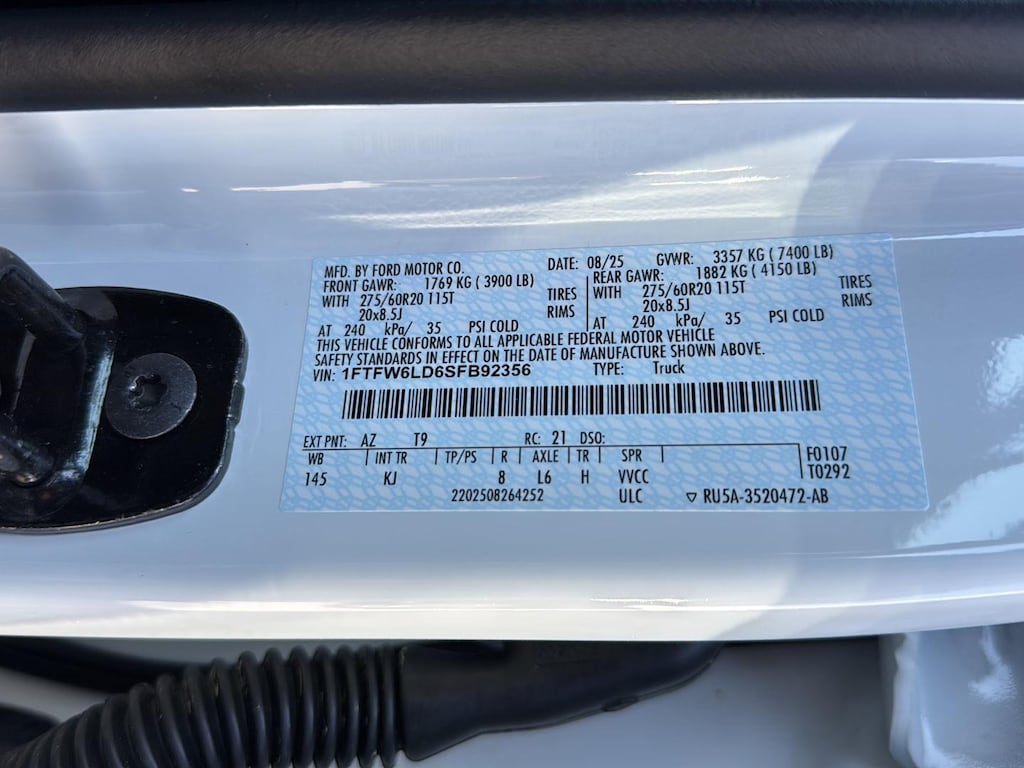 MFD. BY FORD MOTOR CO. DATE: 08/25 GVWR: 3357 KG ( 7400 LB)
FRONT GAWR: 1769 KG ( 3900 LB) REAR GAWR: 1882 KG ( 4150 LB)
WITH 275/60R20 115T TIRES WITH 275/60R20 115T TIRES
20x8.5J RIMS 20x8.5J RIMS
AT 240 kPa/ 35 PSI COLD AT 240 kPa/ 35 PSI COLD
THIS VEHICLE CONFORMS TO ALL APPLICABLE FEDERAL MOTOR VEHICLE
SAFETY STANDARDS IN EFFECT ON THE DATE OF MANUFACTURE SHOWN ABOVE.
VIN: 1FTFW6LD6SFB92356 TYPE: Truck
EXT PNT: AZ T9 RC: 21 DSO:
WB INT TR TP/PS R AXLE TR SPR F0107
145 KJ 8 L6 H VVCC T0292
2202508264252 ULC ▽ RU5A-3520472-AB